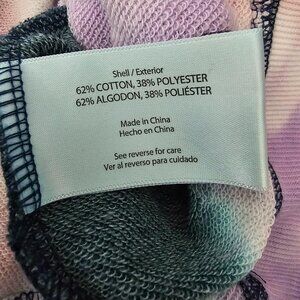 Shell / Exterior
62% COTTON, 38% POLYESTER
62% ALGODON, 38% POLIÉSTER
Made in China
Hecho en China
See reverse for care
Ver al reverso para cuidado